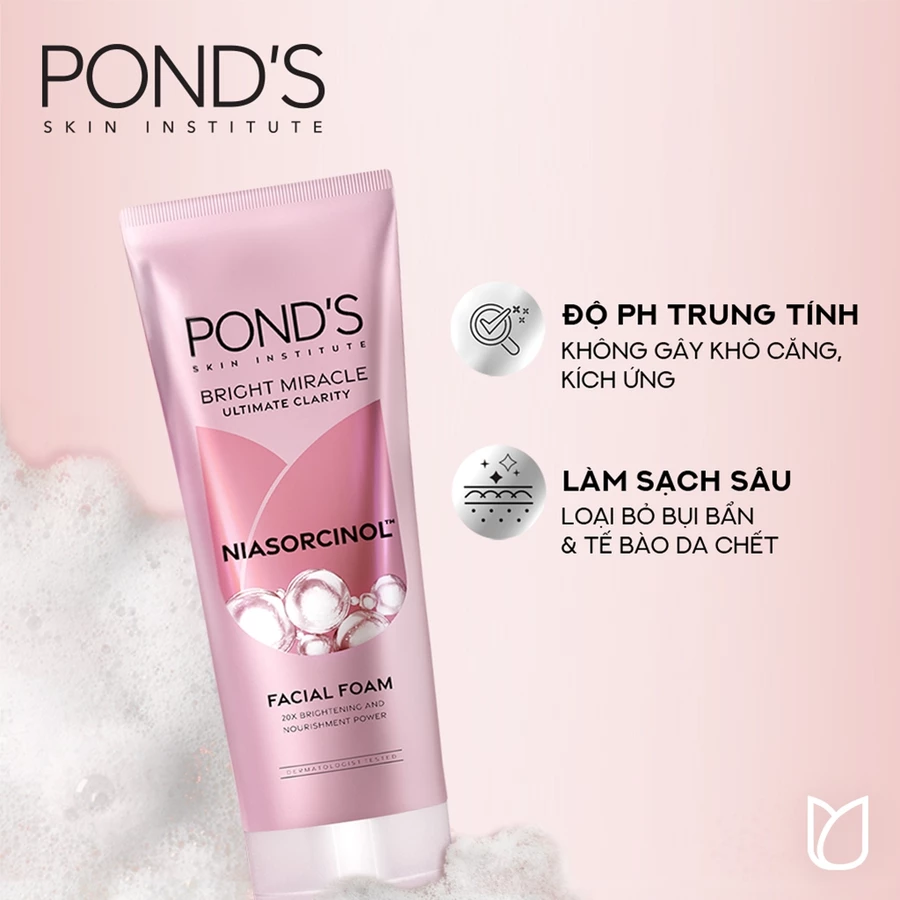 POND'S
SKIN INSTITUTE
POND'S
SKIN INSTITUTE
BRIGHT MIRACLE
ULTIMATE CLARITY
NIASORCINOL™
FACIAL FOAM
20X BRIGHTENING AND
NOURISHMENT POWER
DERMATOLOGIST TESTED
ĐỘ PH TRUNG TÍNH
KHÔNG GÂY KHÔ CĂNG,
KÍCH ỨNG
LÀM SẠCH SÂU
LOẠI BỎ BỤI BẨN
& TẾ BÀO DA CHẾT